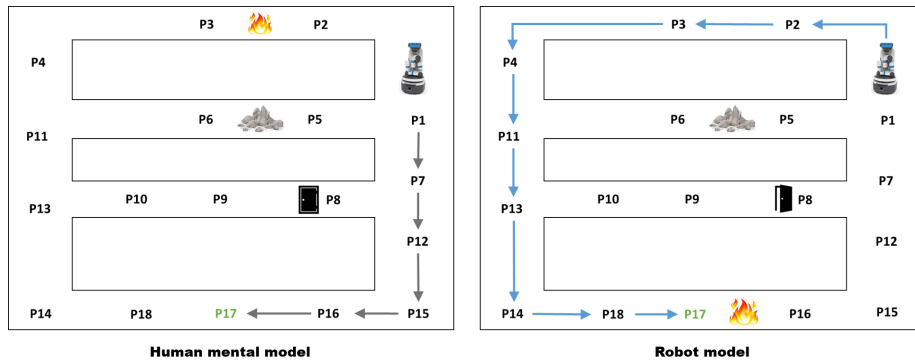 P3 P2
P4
P6 P5 P1
P11
P7
P10 P9 P8
P13
P12
P14 P18 P17 P16 P15
Human mental model
P3 P2
P4
P6 P5 P1
P11
P7
P10 P9 P8
P13
P12
P14 P18 P17 P16 P15
Robot model